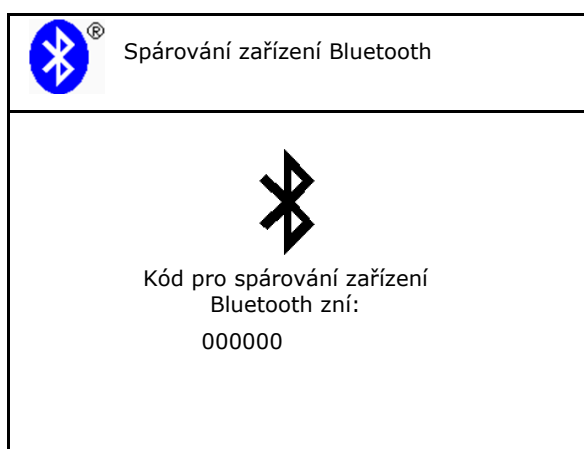 ® Spárování zařízení Bluetooth
Kód pro spárování zařízení
Bluetooth zní:
000000